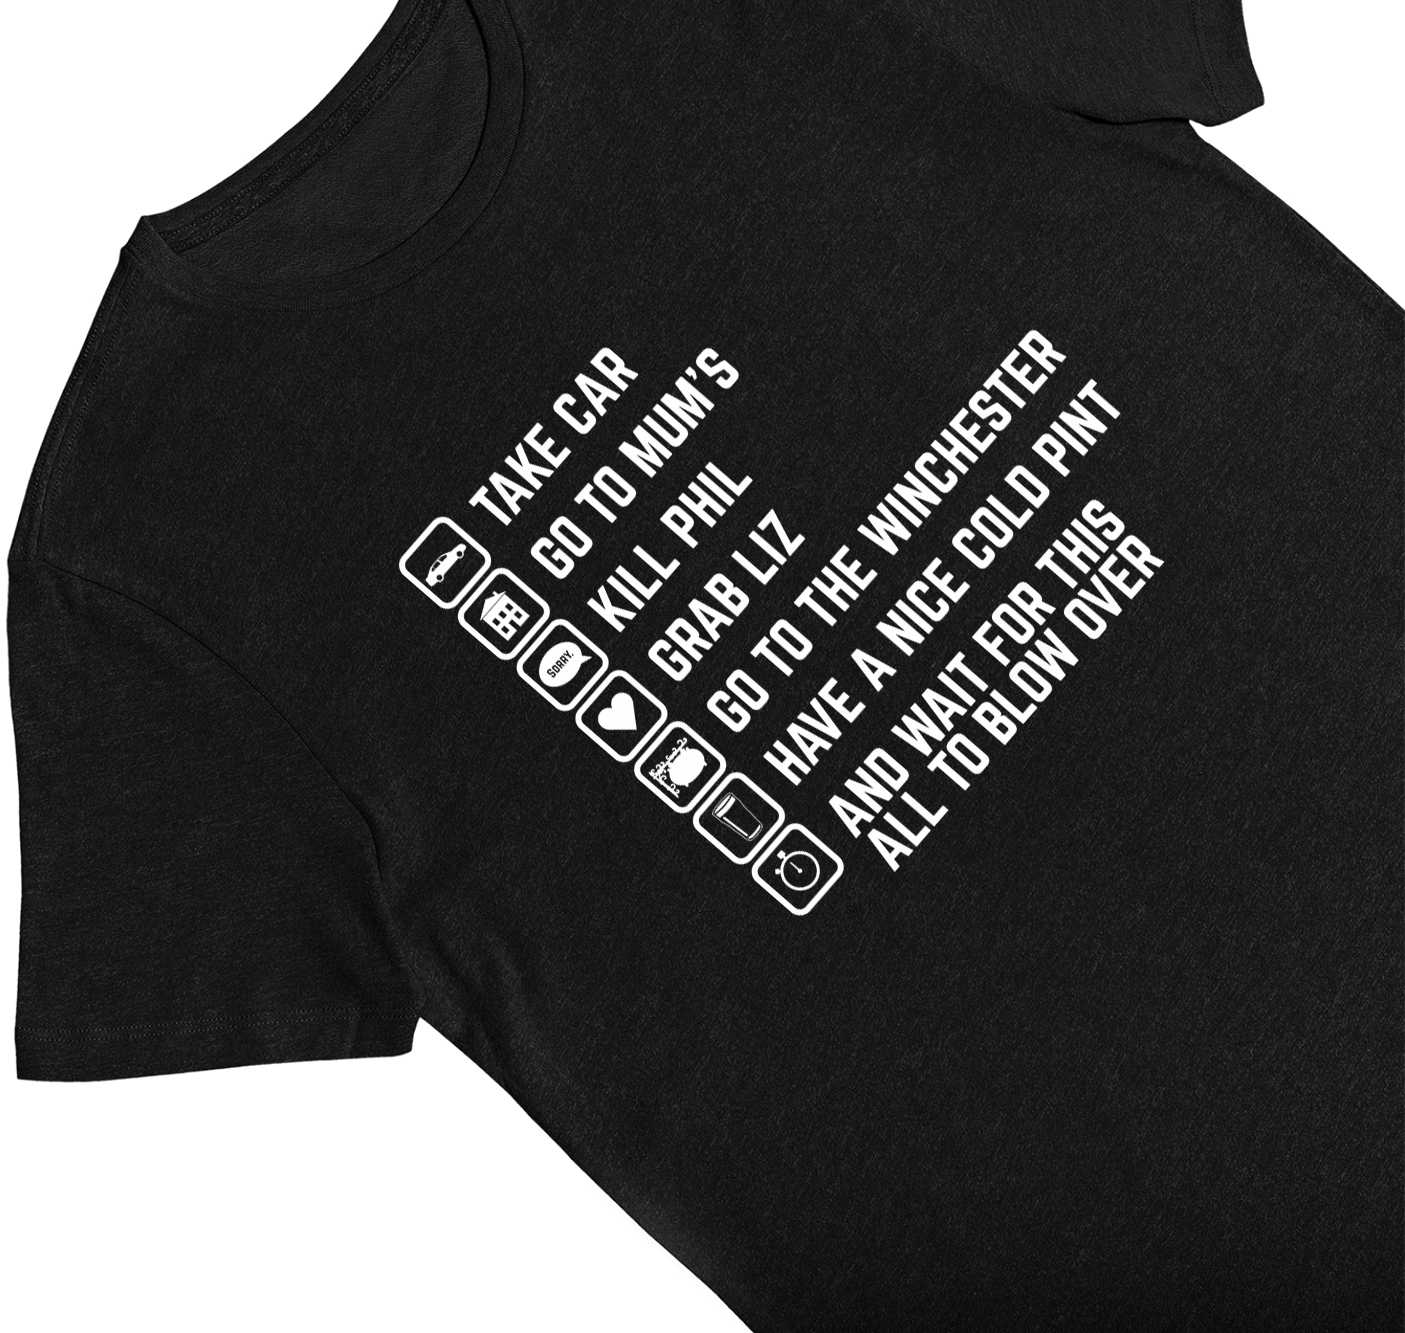 TAKE CAR
GO TO MUM'S
SORRY.
KILL PHIL
GRAB LIZ
GO TO THE WINCHESTER
HAVE A NICE COLD PINT
AND WAIT FOR THIS
ALL TO BLOW OVER